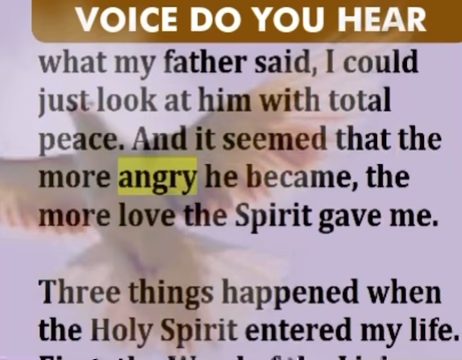 VOICE DO YOU HEAR
what my father said, I could
just look at him with total
peace. And it seemed that the
more angry he became, the
more love the Spirit gave me.
Three things happened when
the Holy Spirit entered my life.